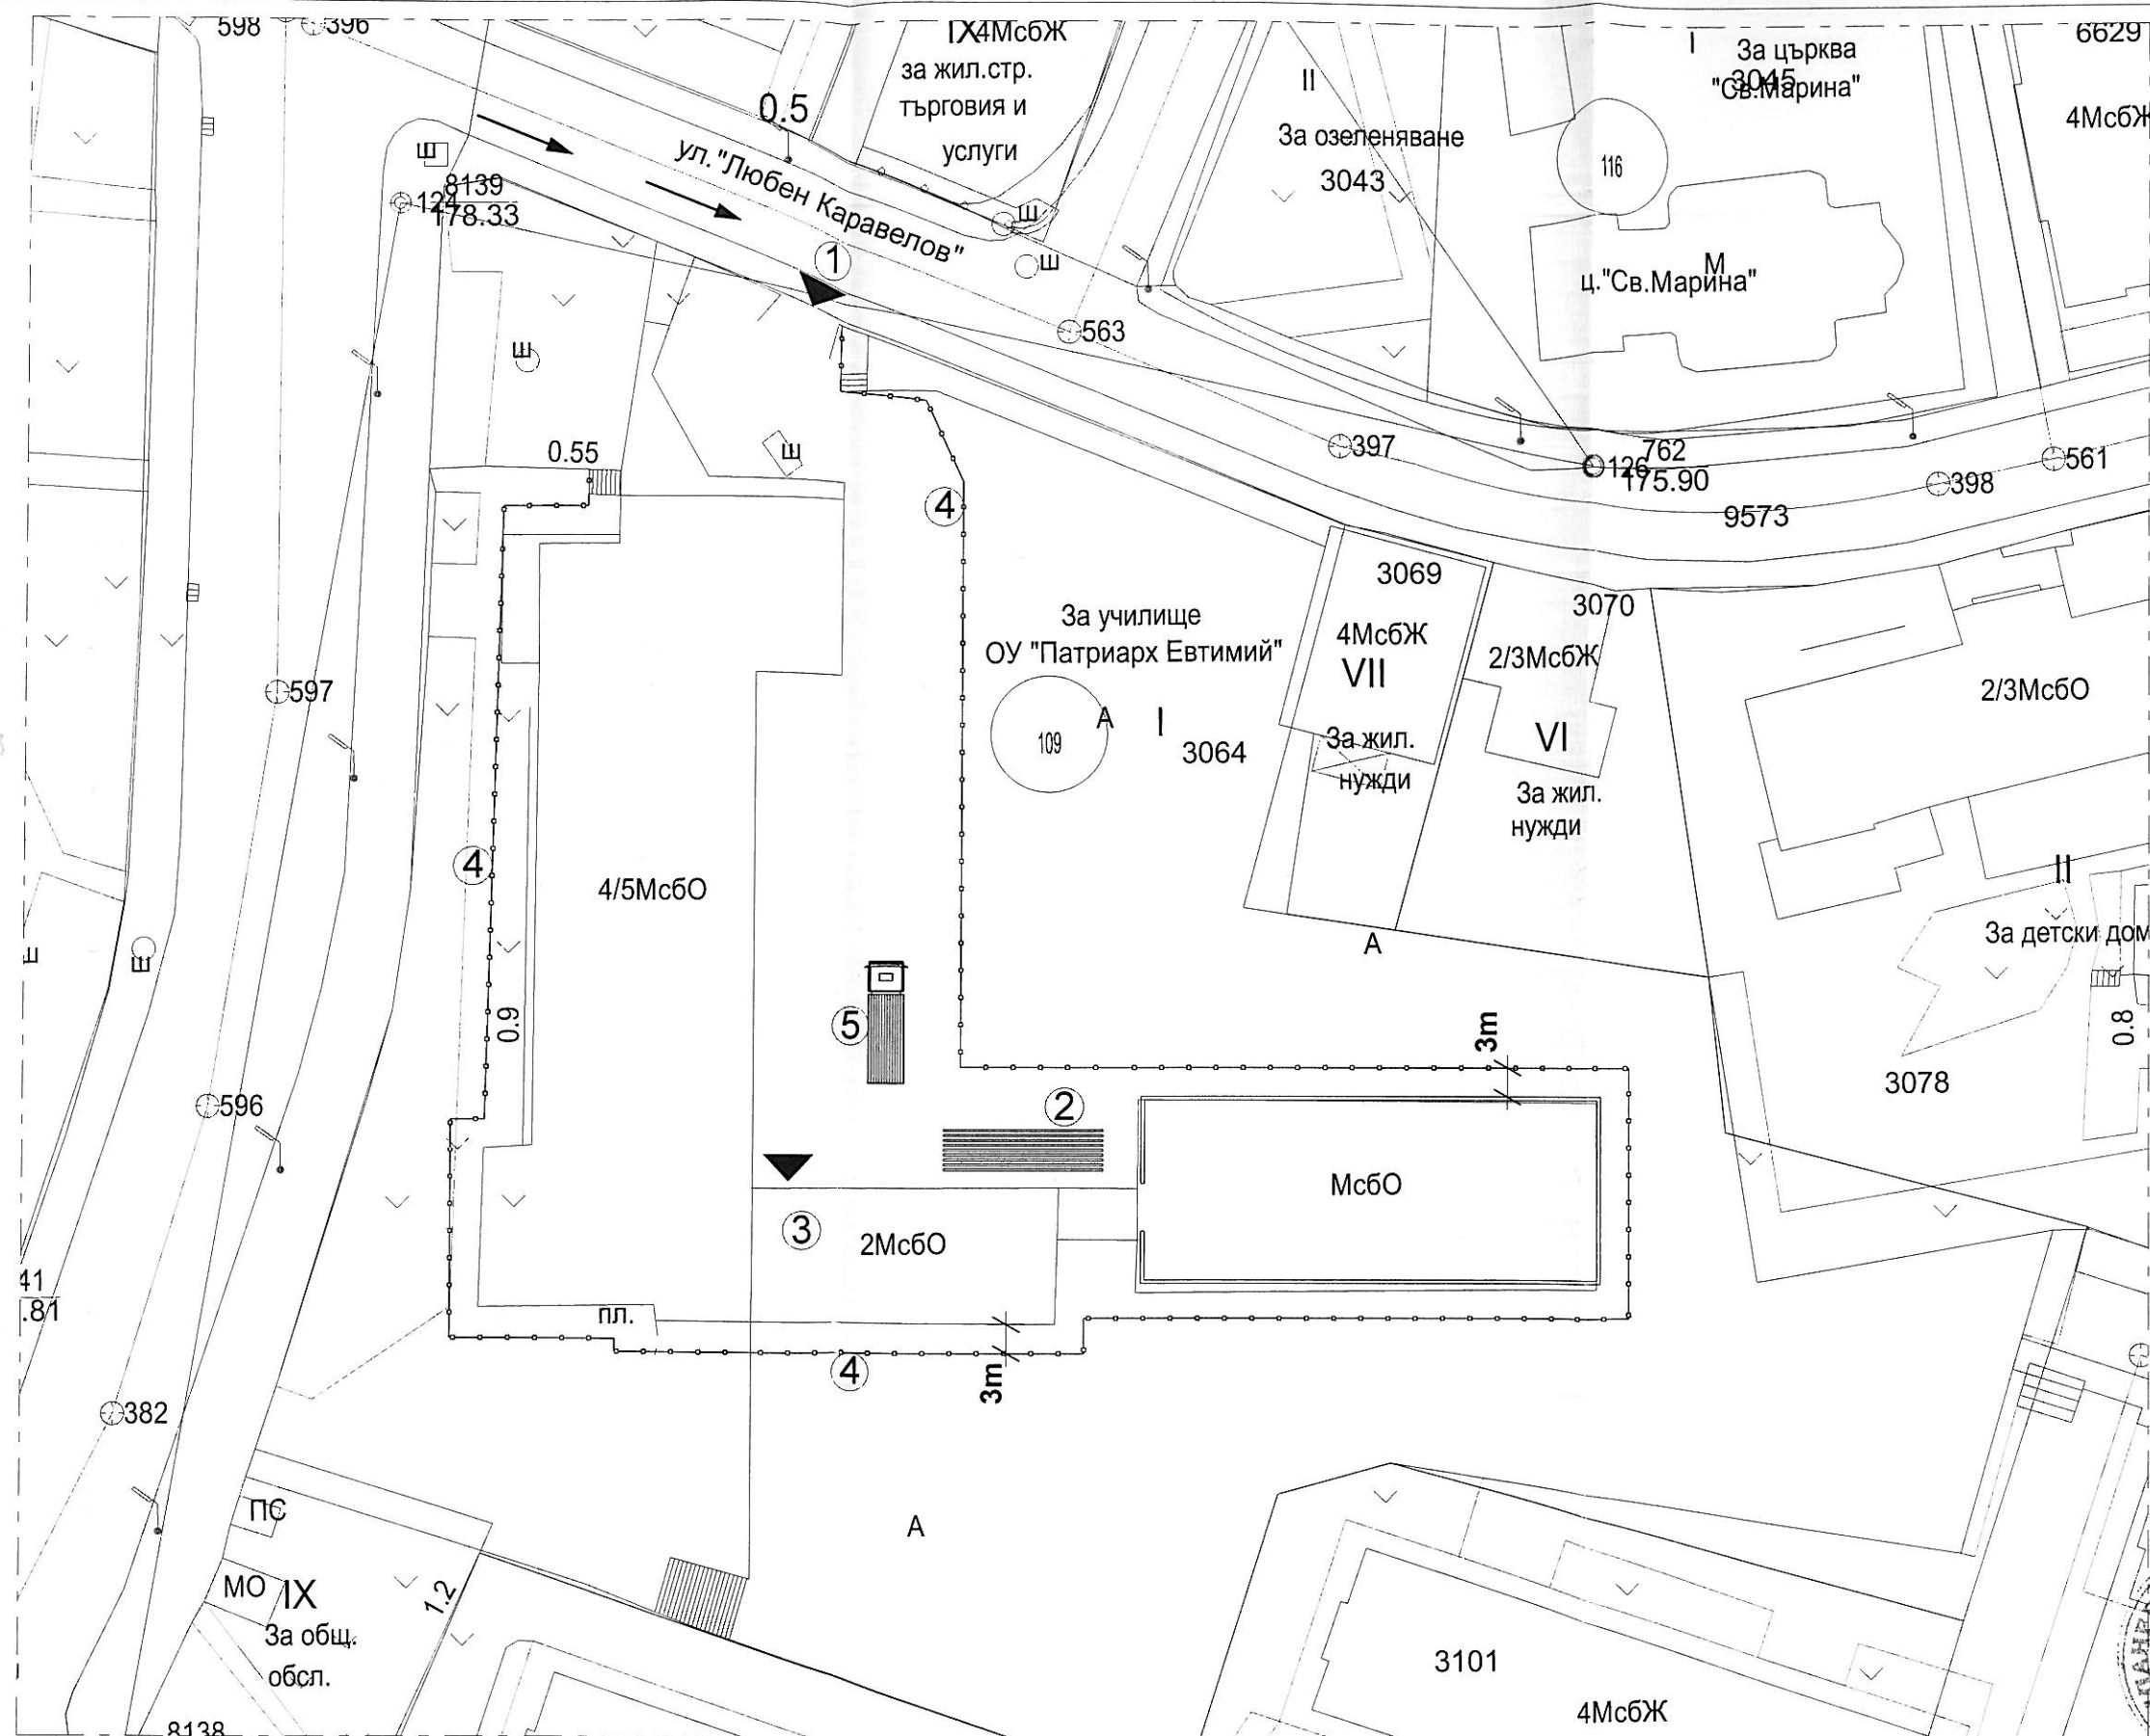 598
396
IX4МсбЖ
за жил.стр.
търговия и
услуги
0.5
ул."Любен Каравелов"
II
За озеленяване
3043
I
За църква
3045
"Св.Марина"
116
М
ц."Св.Марина"
6629
4МсбЖ
Ш
8139
124
178.33
Ш
Ш
1
563
Ш
Ш
0.55
397
762
126
175.90
9573
398
561
4
3069
4МсбЖ
VII
За жил.
нужди
3070
2/3МсбЖ
VI
За жил.
нужди
2/3МсбО
За училище
ОУ "Патриарх Евтимий"
109
А
I
3064
597
4
4/5МсбО
0.9
II
За детски дом
А
Ш
Ш
5
3m
0.8
3078
596
2
МсбО
3
2МсбО
41
.81
пл.
4
3m
382
ПС
МО
IX
За общ.
обсл.
1.2
А
3101
4МсбЖ
8138